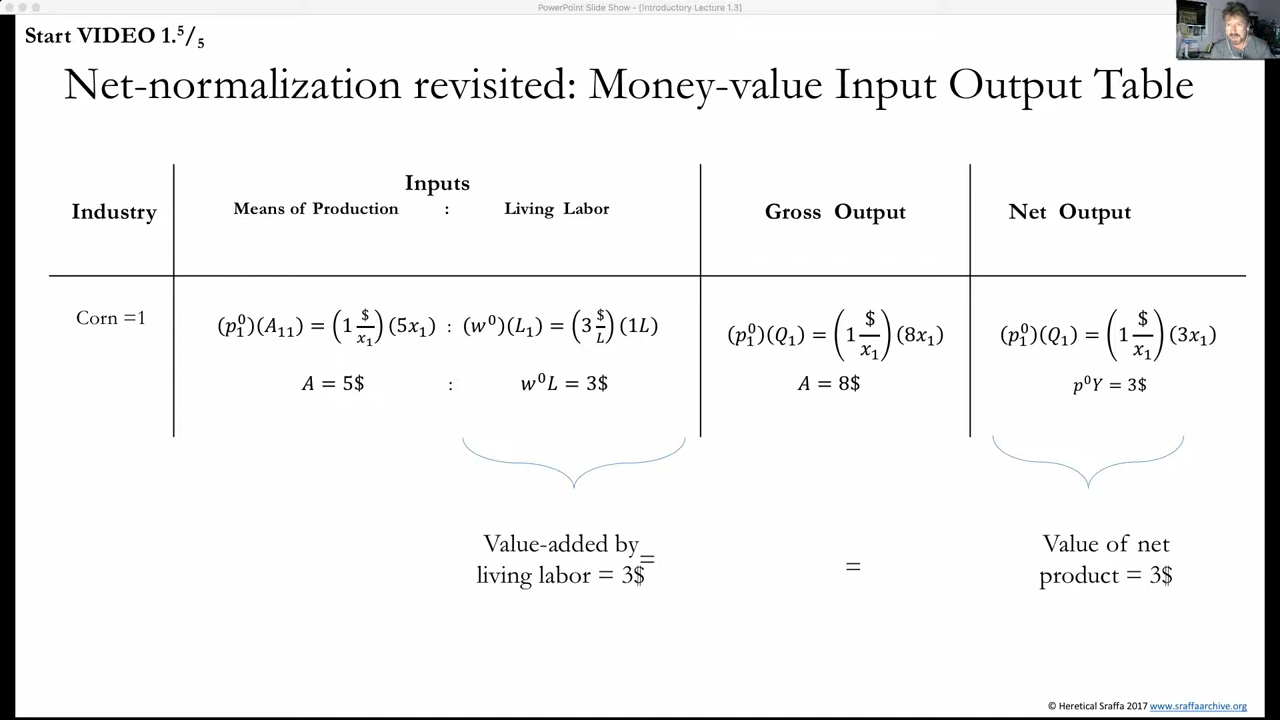 PowerPoint Slide Show - [Introductory Lecture 1.3]
Start VIDEO 1.⁵/₅
Net-normalization revisited: Money-value Input Output Table
Industry
Inputs
Means of Production : Living Labor
Gross Output
Net Output
Corn =1
(p₁⁰)(A₁₁) = (1 $/x₁) (5x₁) : (w⁰)(L₁) = (3 $/L) (1L)
(p₁⁰)(Q₁) = (1 $/x₁) (8x₁)
(p₁⁰)(Q₁) = (1 $/x₁) (3x₁)
A = 5$ : w⁰L = 3$
A = 8$
p⁰Y = 3$
Value-added by
living labor = 3$
=
=
Value of net
product = 3$
© Heretical Sraffa 2017 www.sraffaarchive.org